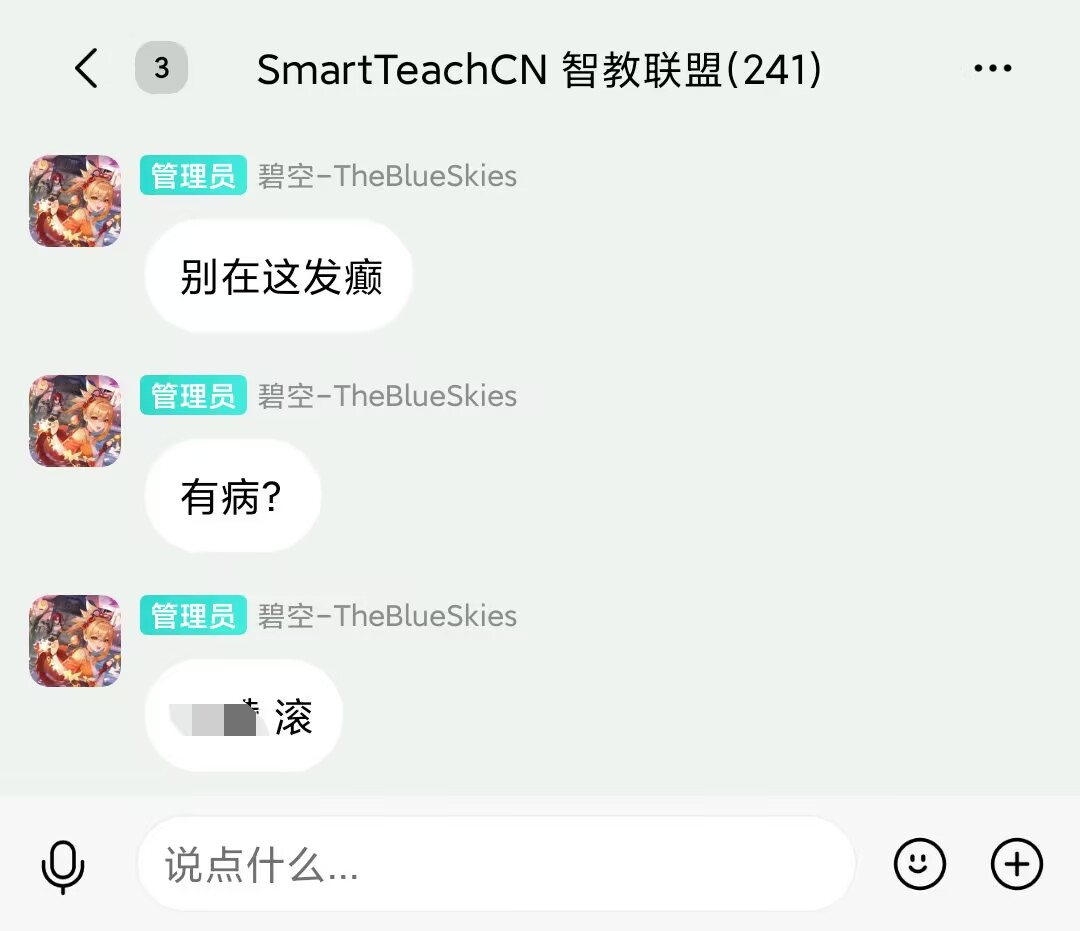 3
SmartTeachCN 智教联盟(241)
管理员 碧空-TheBlueSkies
别在这发癫
管理员 碧空-TheBlueSkies
有病?
管理员 碧空-TheBlueSkies
滚
说点什么...